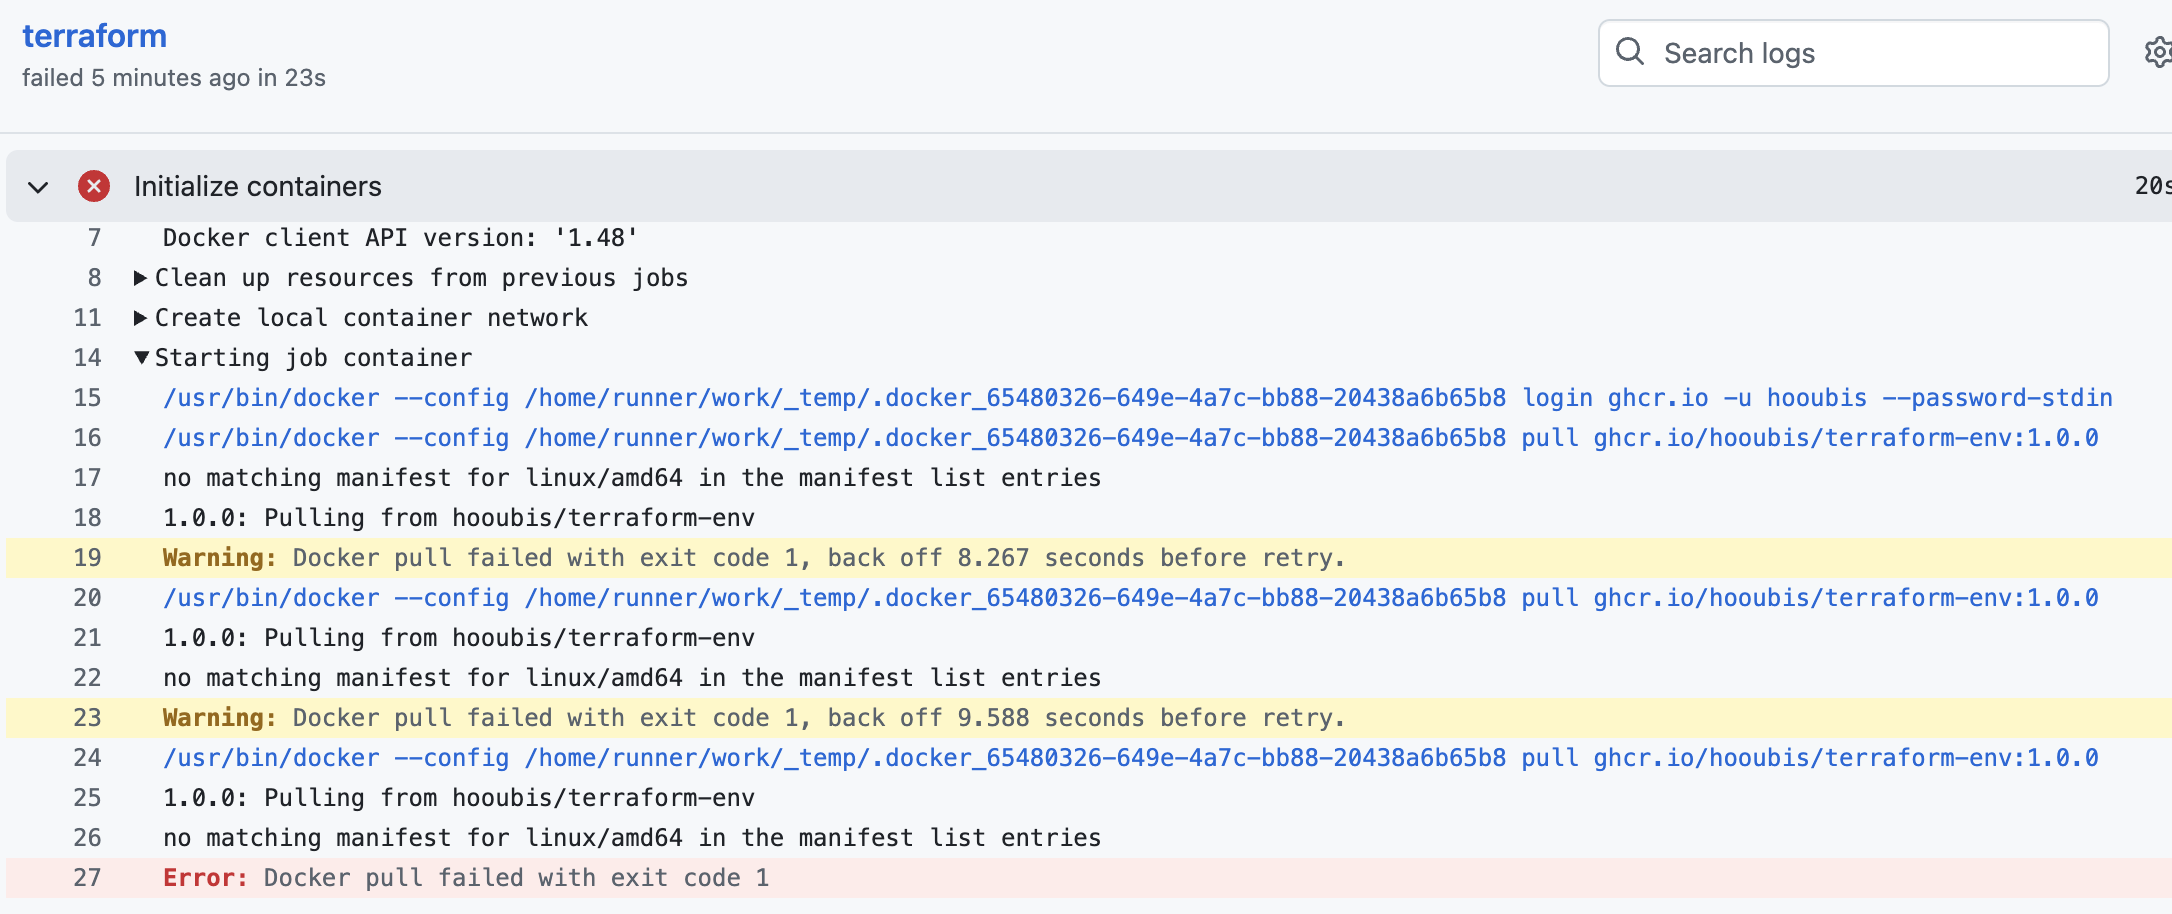 terraform
failed 5 minutes ago in 23s
Search logs
Initialize containers
20s
7 Docker client API version: '1.48'
8 Clean up resources from previous jobs
11 Create local container network
14 Starting job container
15 /usr/bin/docker --config /home/runner/work/_temp/.docker_65480326-649e-4a7c-bb88-20438a6b65b8 login ghcr.io -u hooubis --password-stdin
16 /usr/bin/docker --config /home/runner/work/_temp/.docker_65480326-649e-4a7c-bb88-20438a6b65b8 pull ghcr.io/hooubis/terraform-env:1.0.0
17 no matching manifest for linux/amd64 in the manifest list entries
18 1.0.0: Pulling from hooubis/terraform-env
19 Warning: Docker pull failed with exit code 1, back off 8.267 seconds before retry.
20 /usr/bin/docker --config /home/runner/work/_temp/.docker_65480326-649e-4a7c-bb88-20438a6b65b8 pull ghcr.io/hooubis/terraform-env:1.0.0
21 1.0.0: Pulling from hooubis/terraform-env
22 no matching manifest for linux/amd64 in the manifest list entries
23 Warning: Docker pull failed with exit code 1, back off 9.588 seconds before retry.
24 /usr/bin/docker --config /home/runner/work/_temp/.docker_65480326-649e-4a7c-bb88-20438a6b65b8 pull ghcr.io/hooubis/terraform-env:1.0.0
25 1.0.0: Pulling from hooubis/terraform-env
26 no matching manifest for linux/amd64 in the manifest list entries
27 Error: Docker pull failed with exit code 1